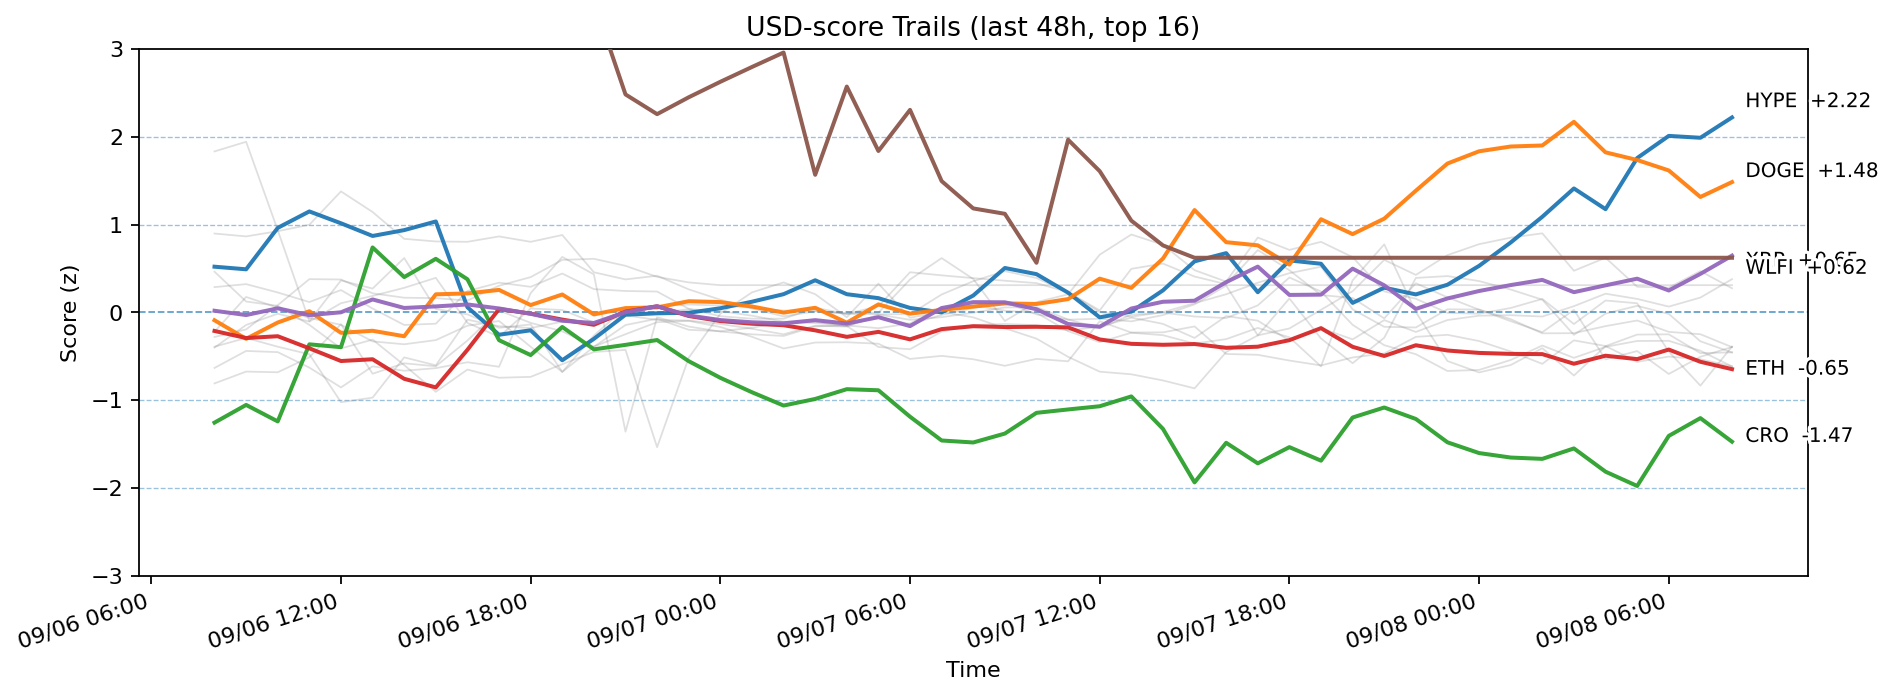 USD-score Trails (last 48h, top 16)
3
2
1
0
−1
−2
−3
Score (z)
HYPE +2.22
DOGE +1.48
WLFI +0.62
ETH -0.65
CRO -1.47
09/06 06:00
09/06 12:00
09/06 18:00
09/07 00:00
09/07 06:00
09/07 12:00
09/07 18:00
09/08 00:00
09/08 06:00
Time